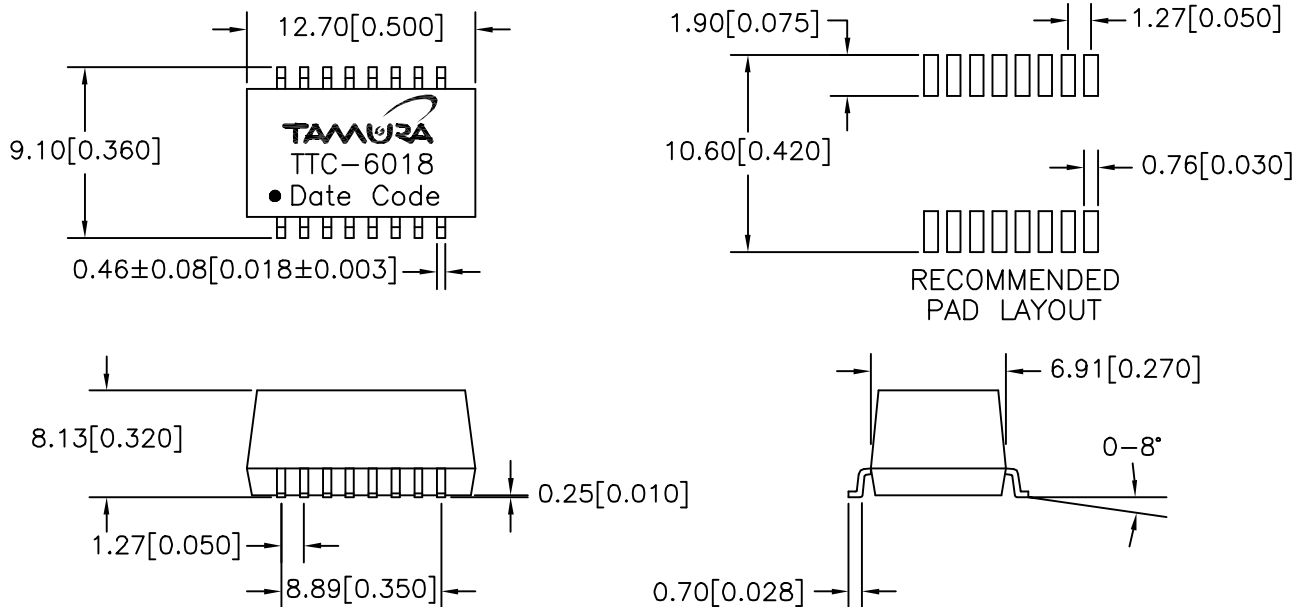 12.70[0.500]
9.10[0.360]
TAMURA
TTC-6018
Date Code
0.46±0.08[0.018±0.003]
1.90[0.075]
1.27[0.050]
10.60[0.420]
0.76[0.030]
RECOMMENDED
PAD LAYOUT
8.13[0.320]
0.25[0.010]
1.27[0.050]
8.89[0.350]
6.91[0.270]
0-8°
0.70[0.028]